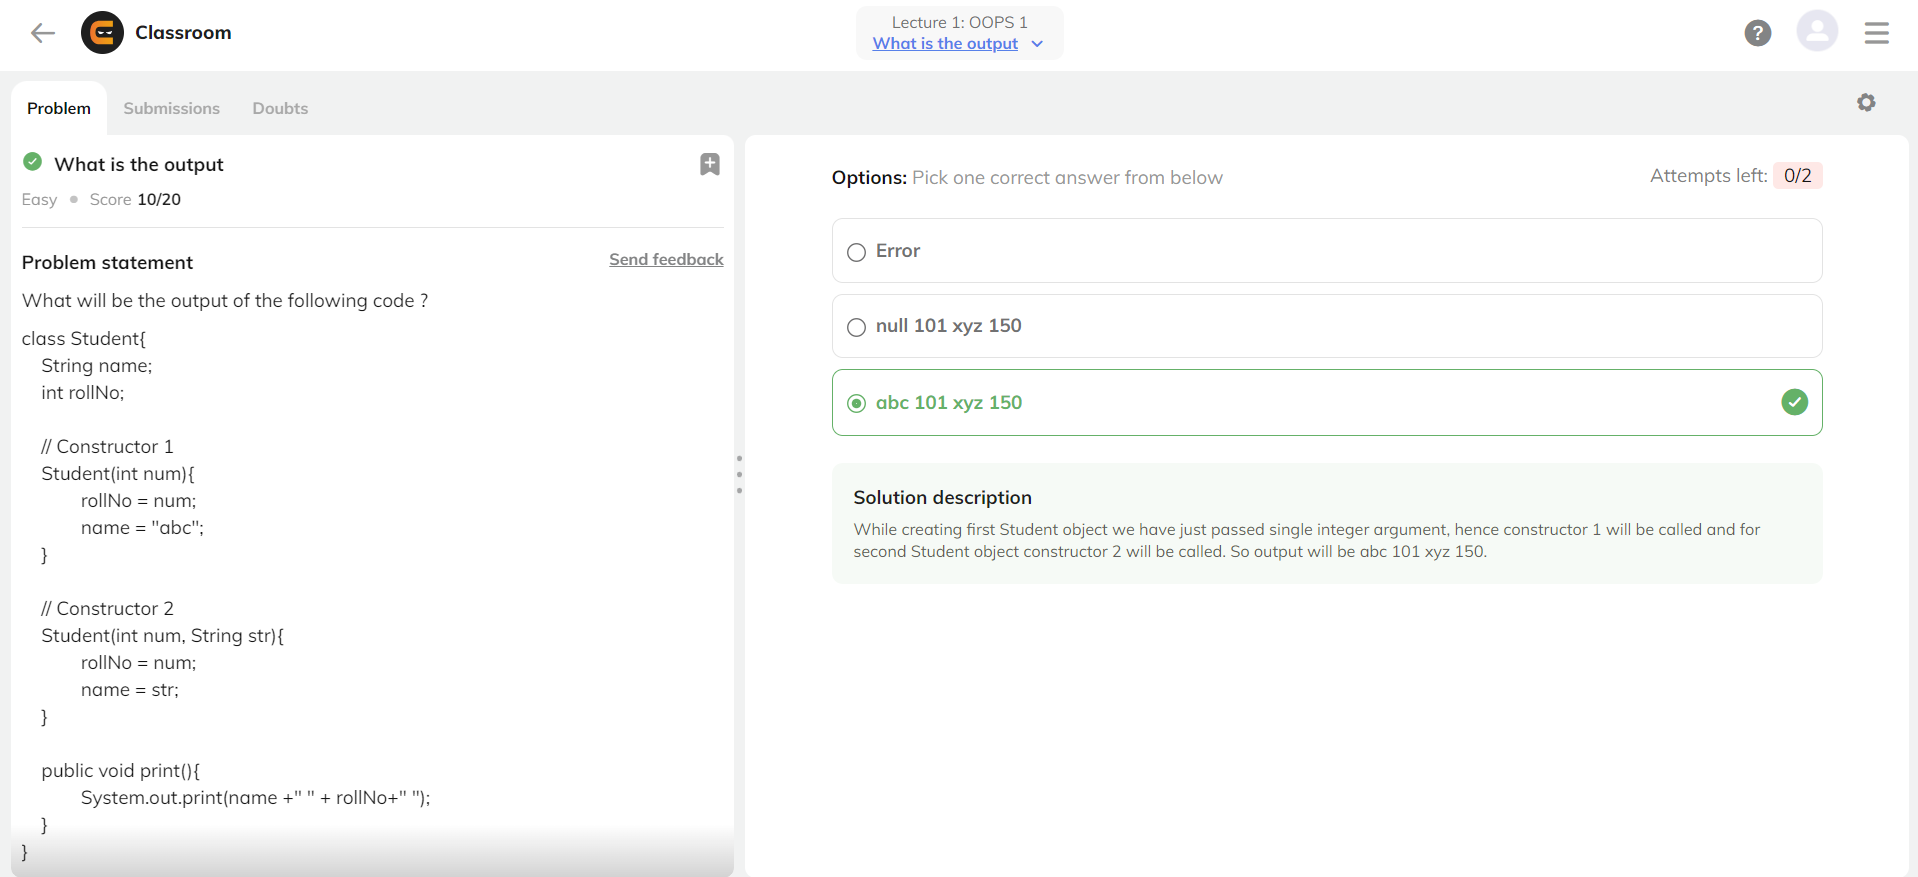 Classroom
Lecture 1: OOPS 1
What is the output
?
Problem
Submissions
Doubts
What is the output
Easy Score 10/20
Problem statement
Send feedback
What will be the output of the following code ?
class Student{
String name;
int rollNo;
// Constructor 1
Student(int num){
rollNo = num;
name = "abc";
}
// Constructor 2
Student(int num, String str){
rollNo = num;
name = str;
}
public void print(){
System.out.print(name +" " + rollNo+" ");
}
}
Options: Pick one correct answer from below
Attempts left: 0/2
Error
null 101 xyz 150
abc 101 xyz 150
Solution description
While creating first Student object we have just passed single integer argument, hence constructor 1 will be called and for
second Student object constructor 2 will be called. So output will be abc 101 xyz 150.